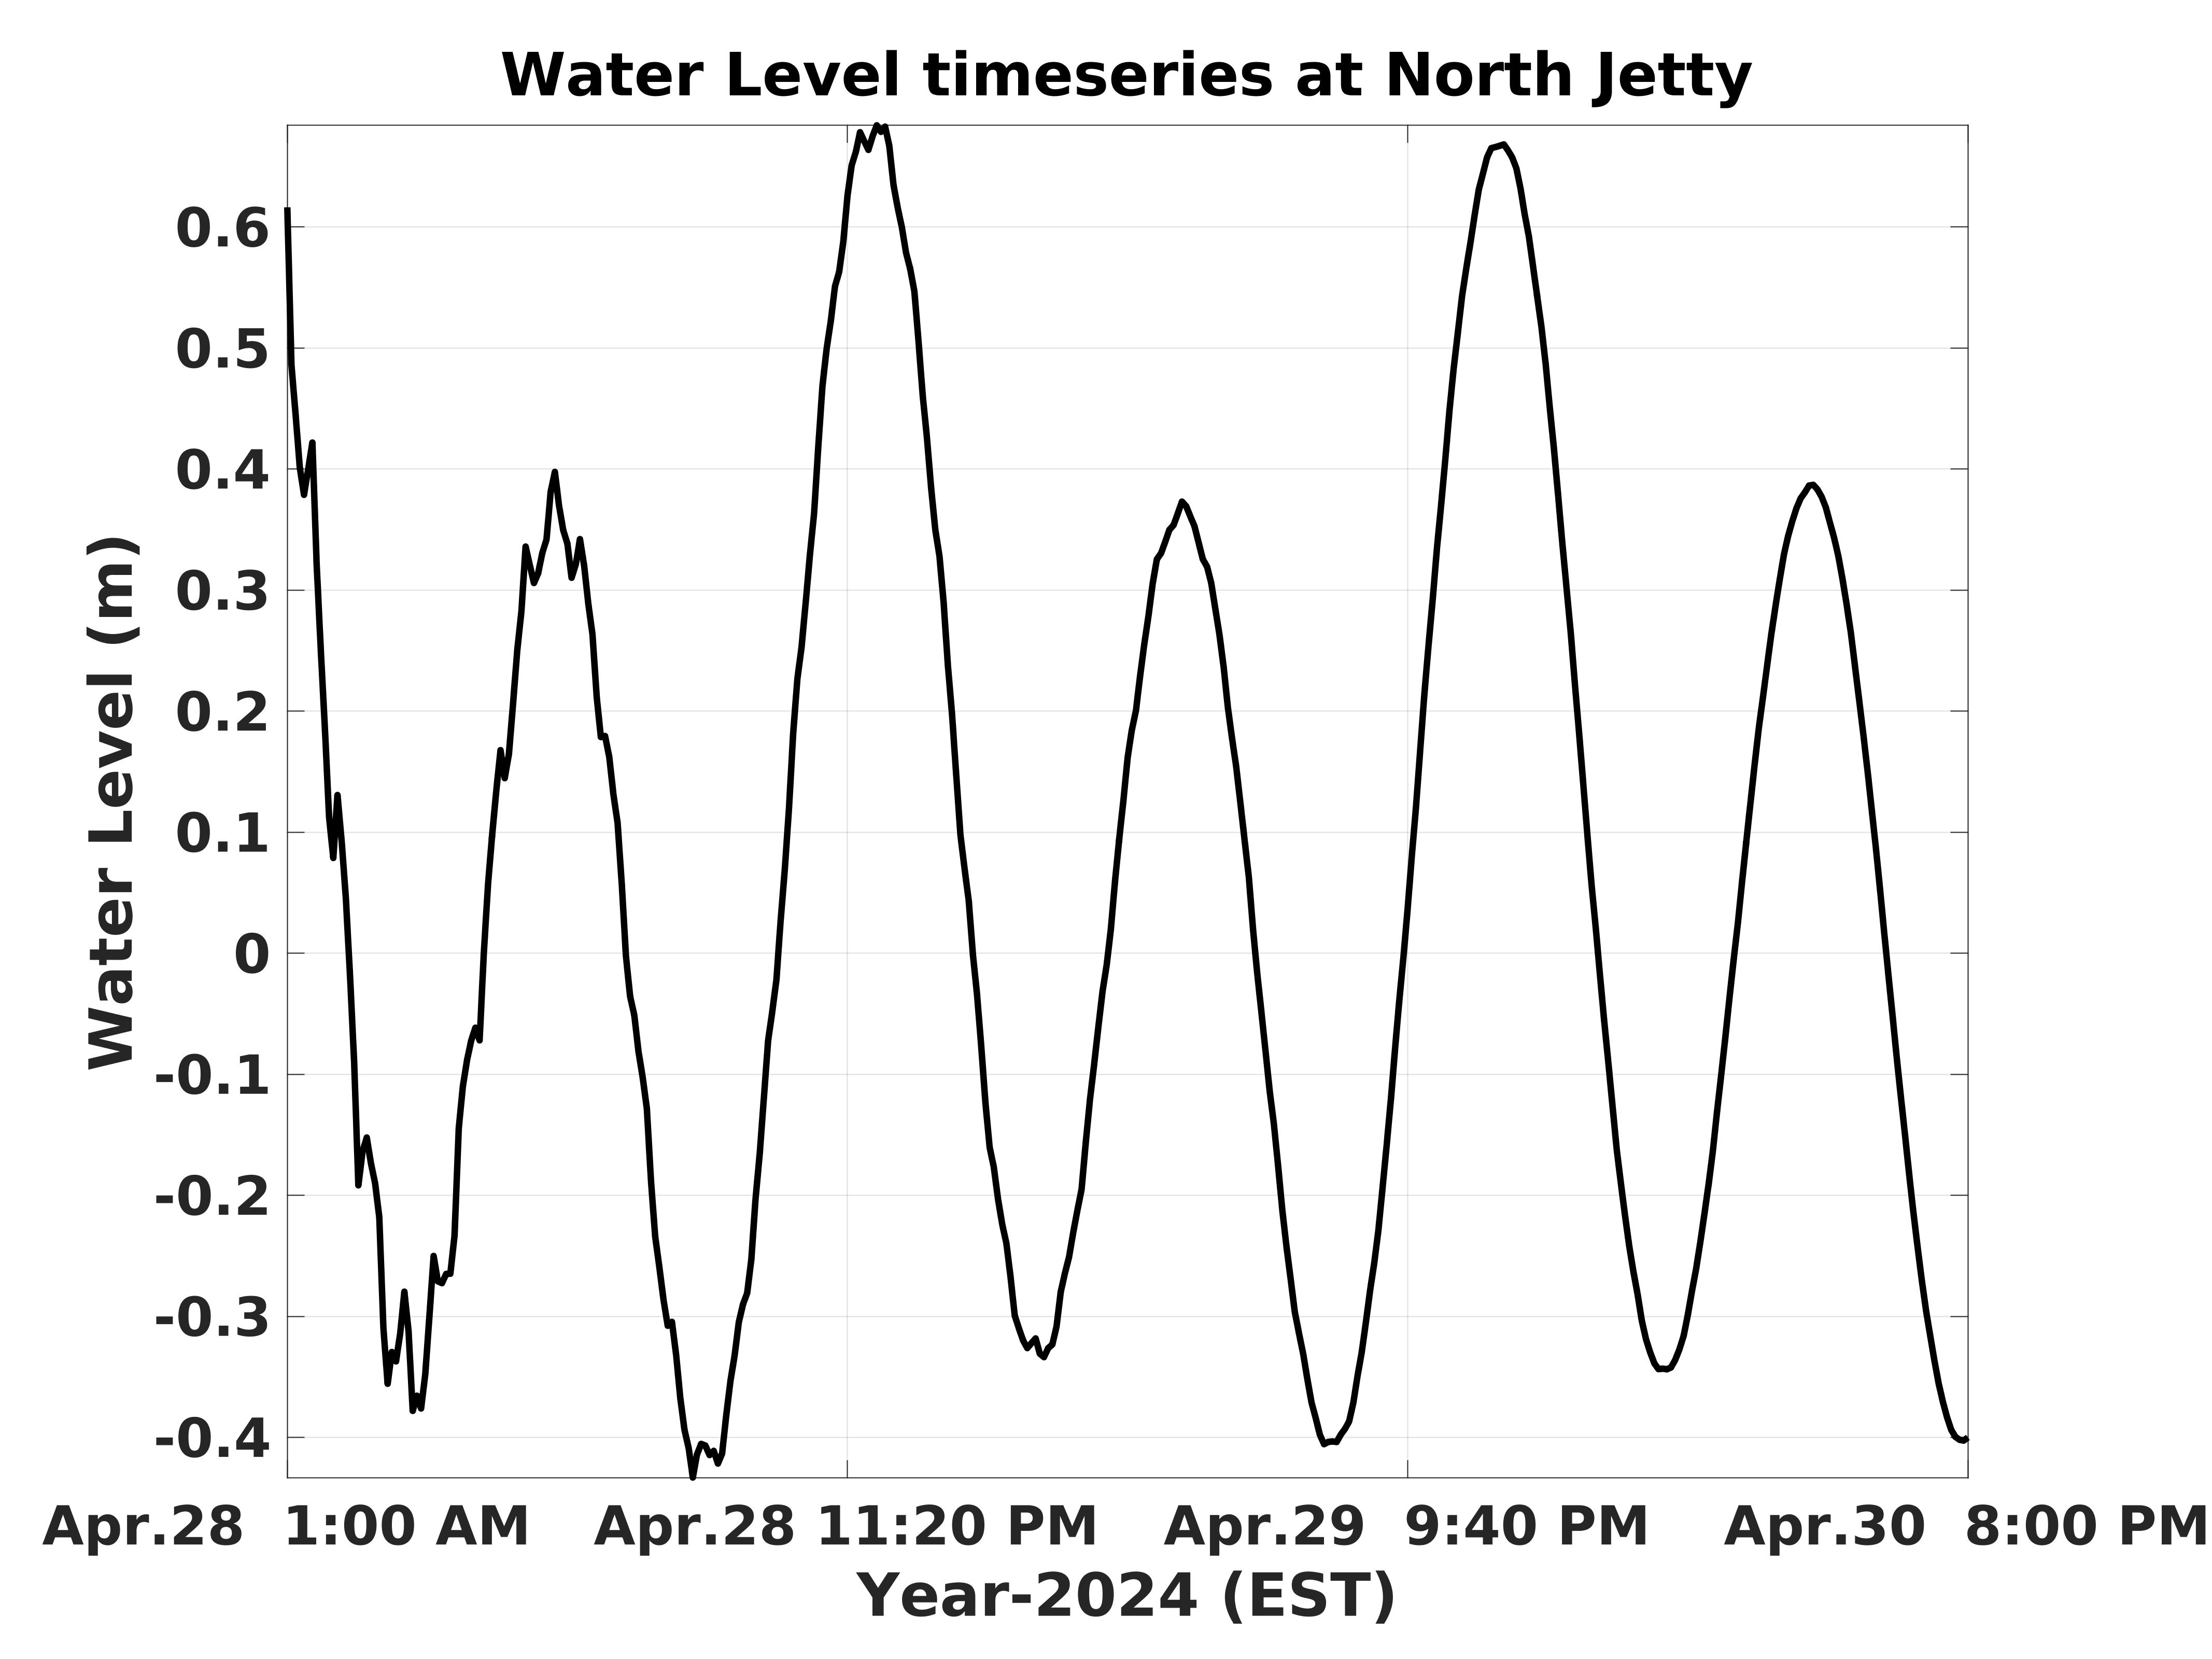 Water Level timeseries at North Jetty
Water Level (m)
0.6
0.5
0.4
0.3
0.2
0.1
0
-0.1
-0.2
-0.3
-0.4
Apr.28 1:00 AM Apr.28 11:20 PM Apr.29 9:40 PM Apr.30 8:00 PM
Year-2024 (EST)